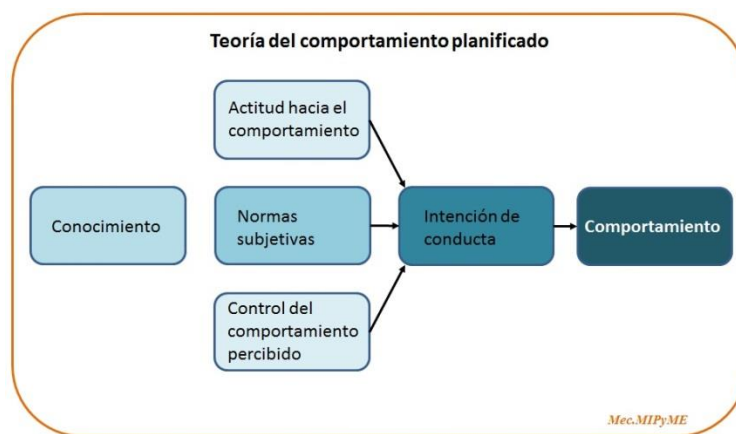 Teoría del comportamiento planificado
Actitud hacia el
comportamiento
Conocimiento
Normas
subjetivas
Intención de
conducta
Comportamiento
Control del
comportamiento
percibido
Mec.MIPyME